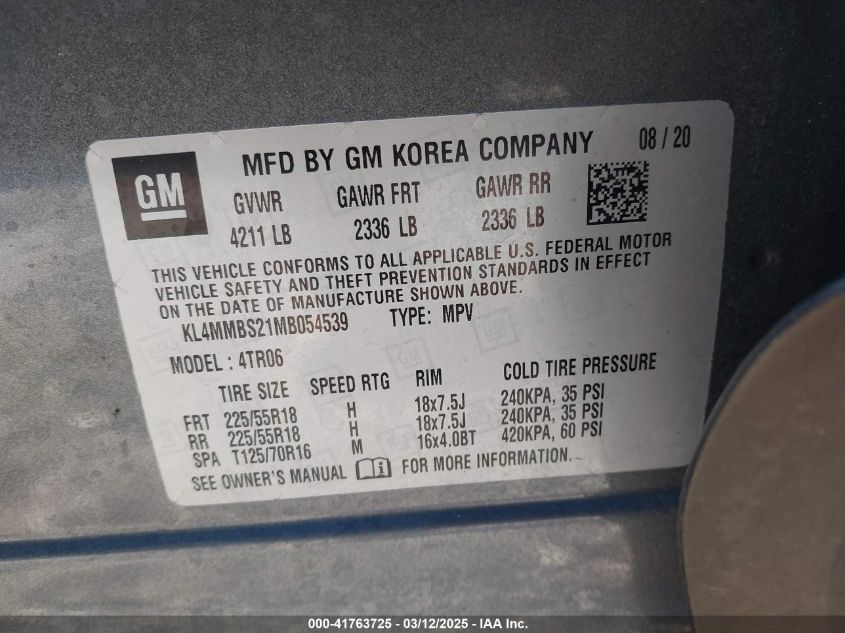 GM
MFD BY GM KOREA COMPANY 08 / 20
GVWR GAWR FRT GAWR RR
4211 LB 2336 LB 2336 LB
THIS VEHICLE CONFORMS TO ALL APPLICABLE U.S. FEDERAL MOTOR
VEHICLE SAFETY AND THEFT PREVENTION STANDARDS IN EFFECT
ON THE DATE OF MANUFACTURE SHOWN ABOVE.
KL4MMBS21MB054539 TYPE: MPV
MODEL : 4TR06
TIRE SIZE SPEED RTG RIM COLD TIRE PRESSURE
FRT 225/55R18 H 18x7.5J 240KPA, 35 PSI
RR 225/55R18 H 18x7.5J 240KPA, 35 PSI
SPA T125/70R16 M 16x4.0BT 420KPA, 60 PSI
SEE OWNER'S MANUAL FOR MORE INFORMATION.
000-41763725 - 03/12/2025 - IAA Inc.